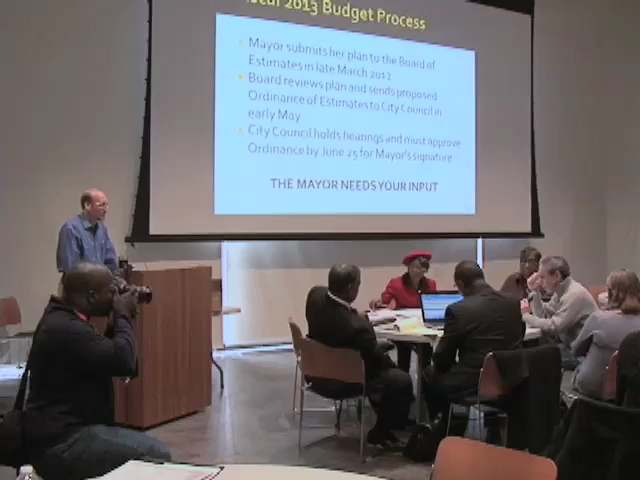 2013 Budget Process
Mayor submits her plan to the Board of
Estimates in late March 2012
Board reviews plan and sends proposed
Ordinance of Estimates to City Council in
early May
City Council holds hearings and must approve
Ordinance by June 25 for Mayor's signature
THE MAYOR NEEDS YOUR INPUT